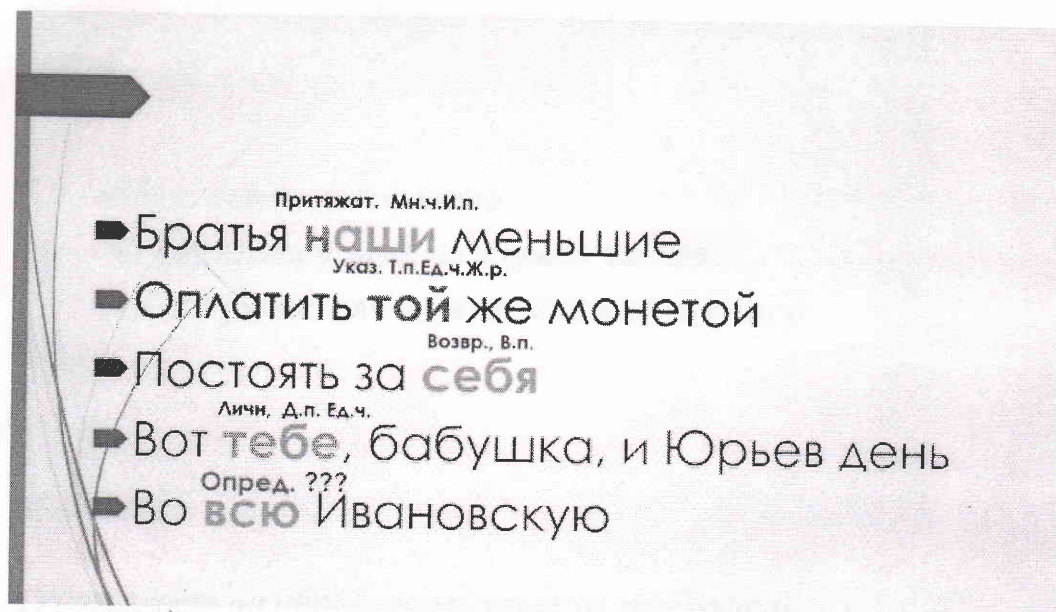 Притяжат. Мн.ч.И.п.
Братья наши меньшие
Указ. Т.п.Ед.ч.Ж.р.
Оплатить той же монетой
Возвр., В.п.
Постоять за себя
Личн, Д.п. Ед.ч.
Вот тебе, бабушка, и Юрьев день
Опред. ???
Во всю Ивановскую